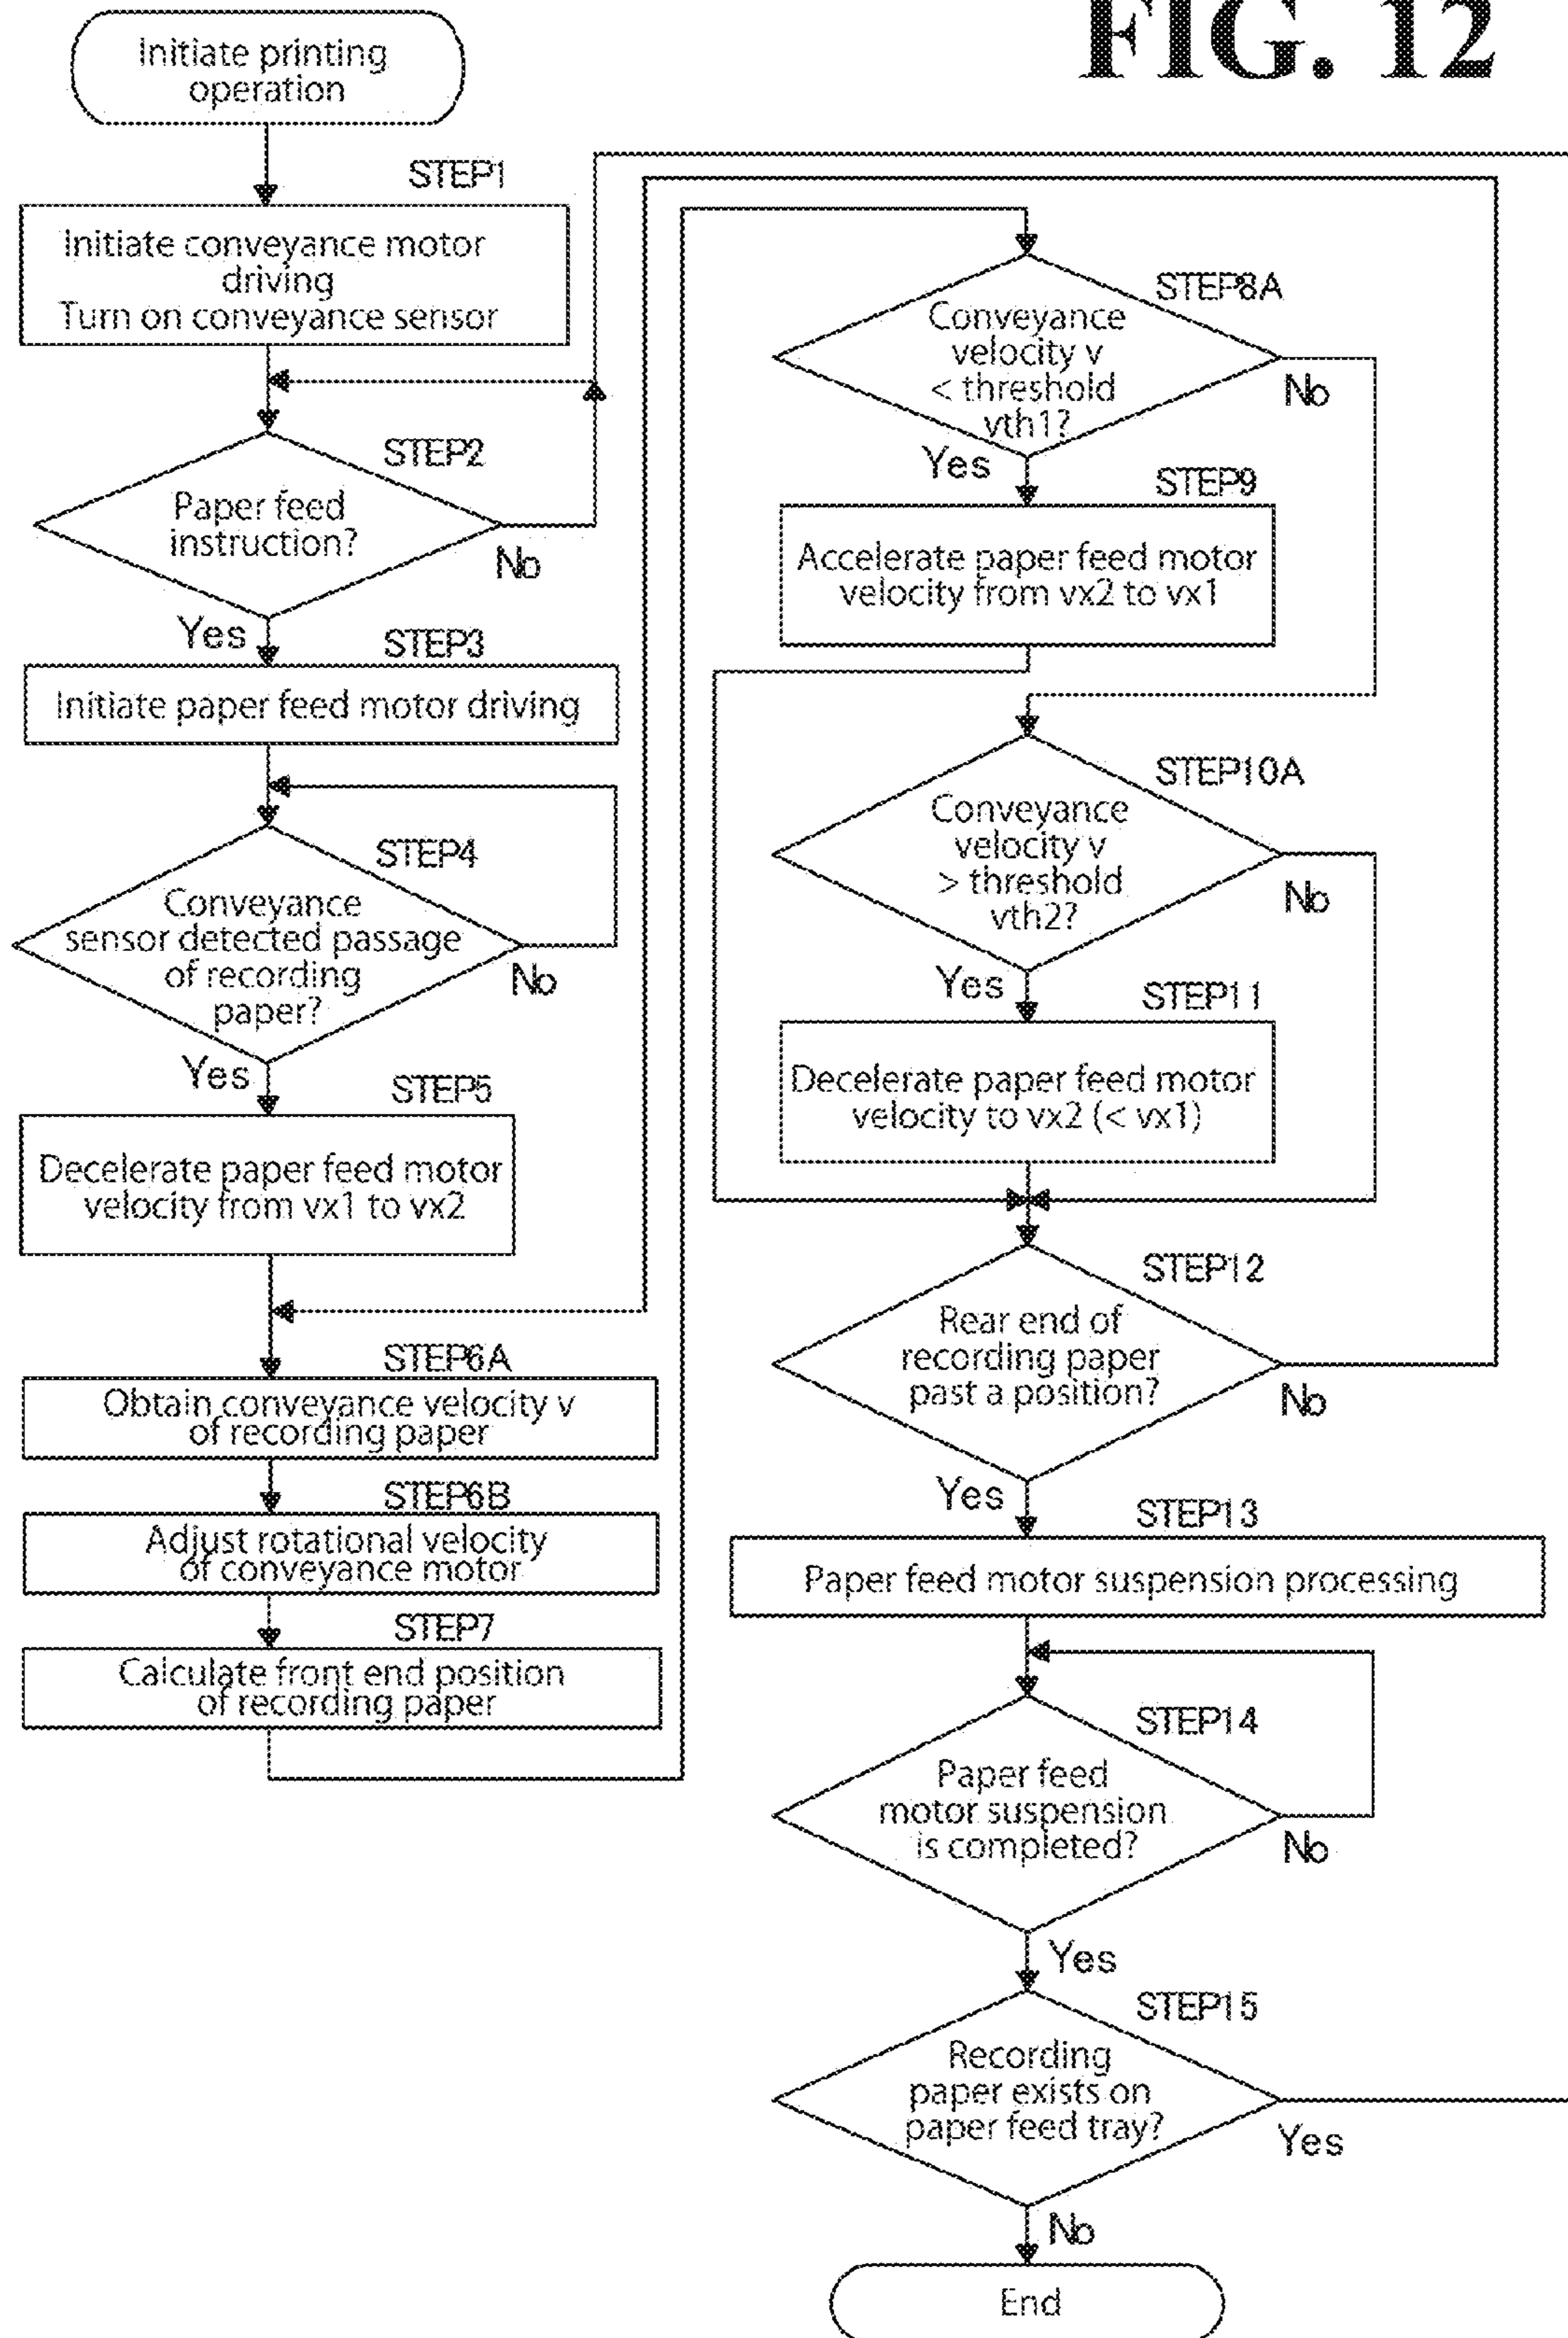 FIG. 12
Initiate printing
operation
STEP1
Initiate conveyance motor
driving
Turn on conveyance sensor
STEP2
Paper feed
instruction?
No
Yes
STEP3
Initiate paper feed motor driving
STEP4
Conveyance
sensor detected passage
of recording
paper?
No
Yes
STEP5
Decelerate paper feed motor
velocity from vx1 to vx2
STEP6A
Obtain conveyance velocity v
of recording paper
STEP6B
Adjust rotational velocity
of conveyance motor
STEP7
Calculate front end position
of recording paper
STEP8A
Conveyance
velocity v
< threshold
vth1?
No
Yes
STEP9
Accelerate paper feed motor
velocity from vx2 to vx1
STEP10A
Conveyance
velocity v
> threshold
vth2?
No
Yes
STEP11
Decelerate paper feed motor
velocity to vx2 (< vx1)
STEP12
Rear end of
recording paper
past a position?
No
Yes
STEP13
Paper feed motor suspension processing
STEP14
Paper feed
motor suspension
is completed?
No
Yes
STEP15
Recording
paper exists on
paper feed tray?
Yes
No
End